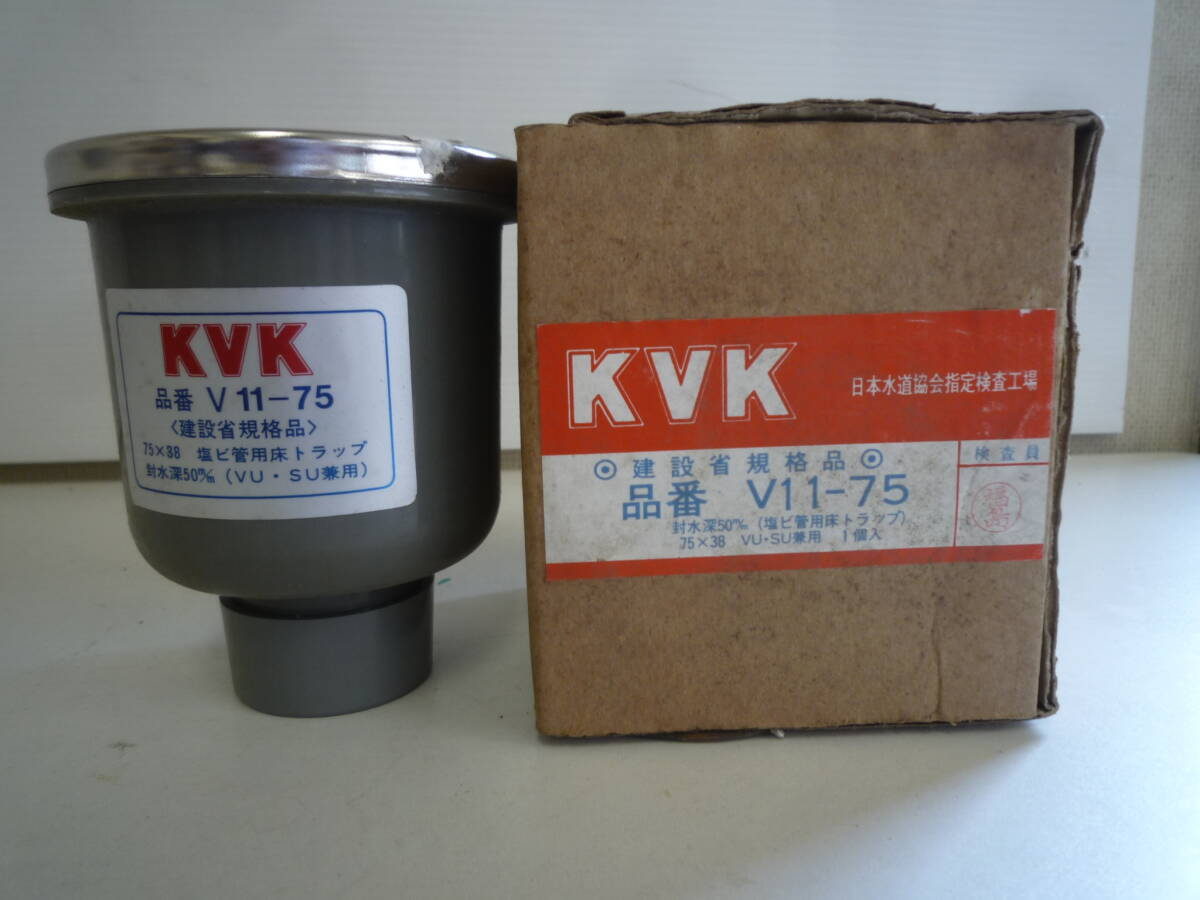 KVK
品番 V11-75
〈建設省規格品〉
75×38 塩ビ管用床トラップ
封水深50m/m(VU・SU兼用)
KVK
日本水道協会指定検査工場
◎建設省規格品◎
品番 V11-75
封水深50m/m(塩ビ管用床トラップ)
75×38 VU・SU兼用 1個入
検査員